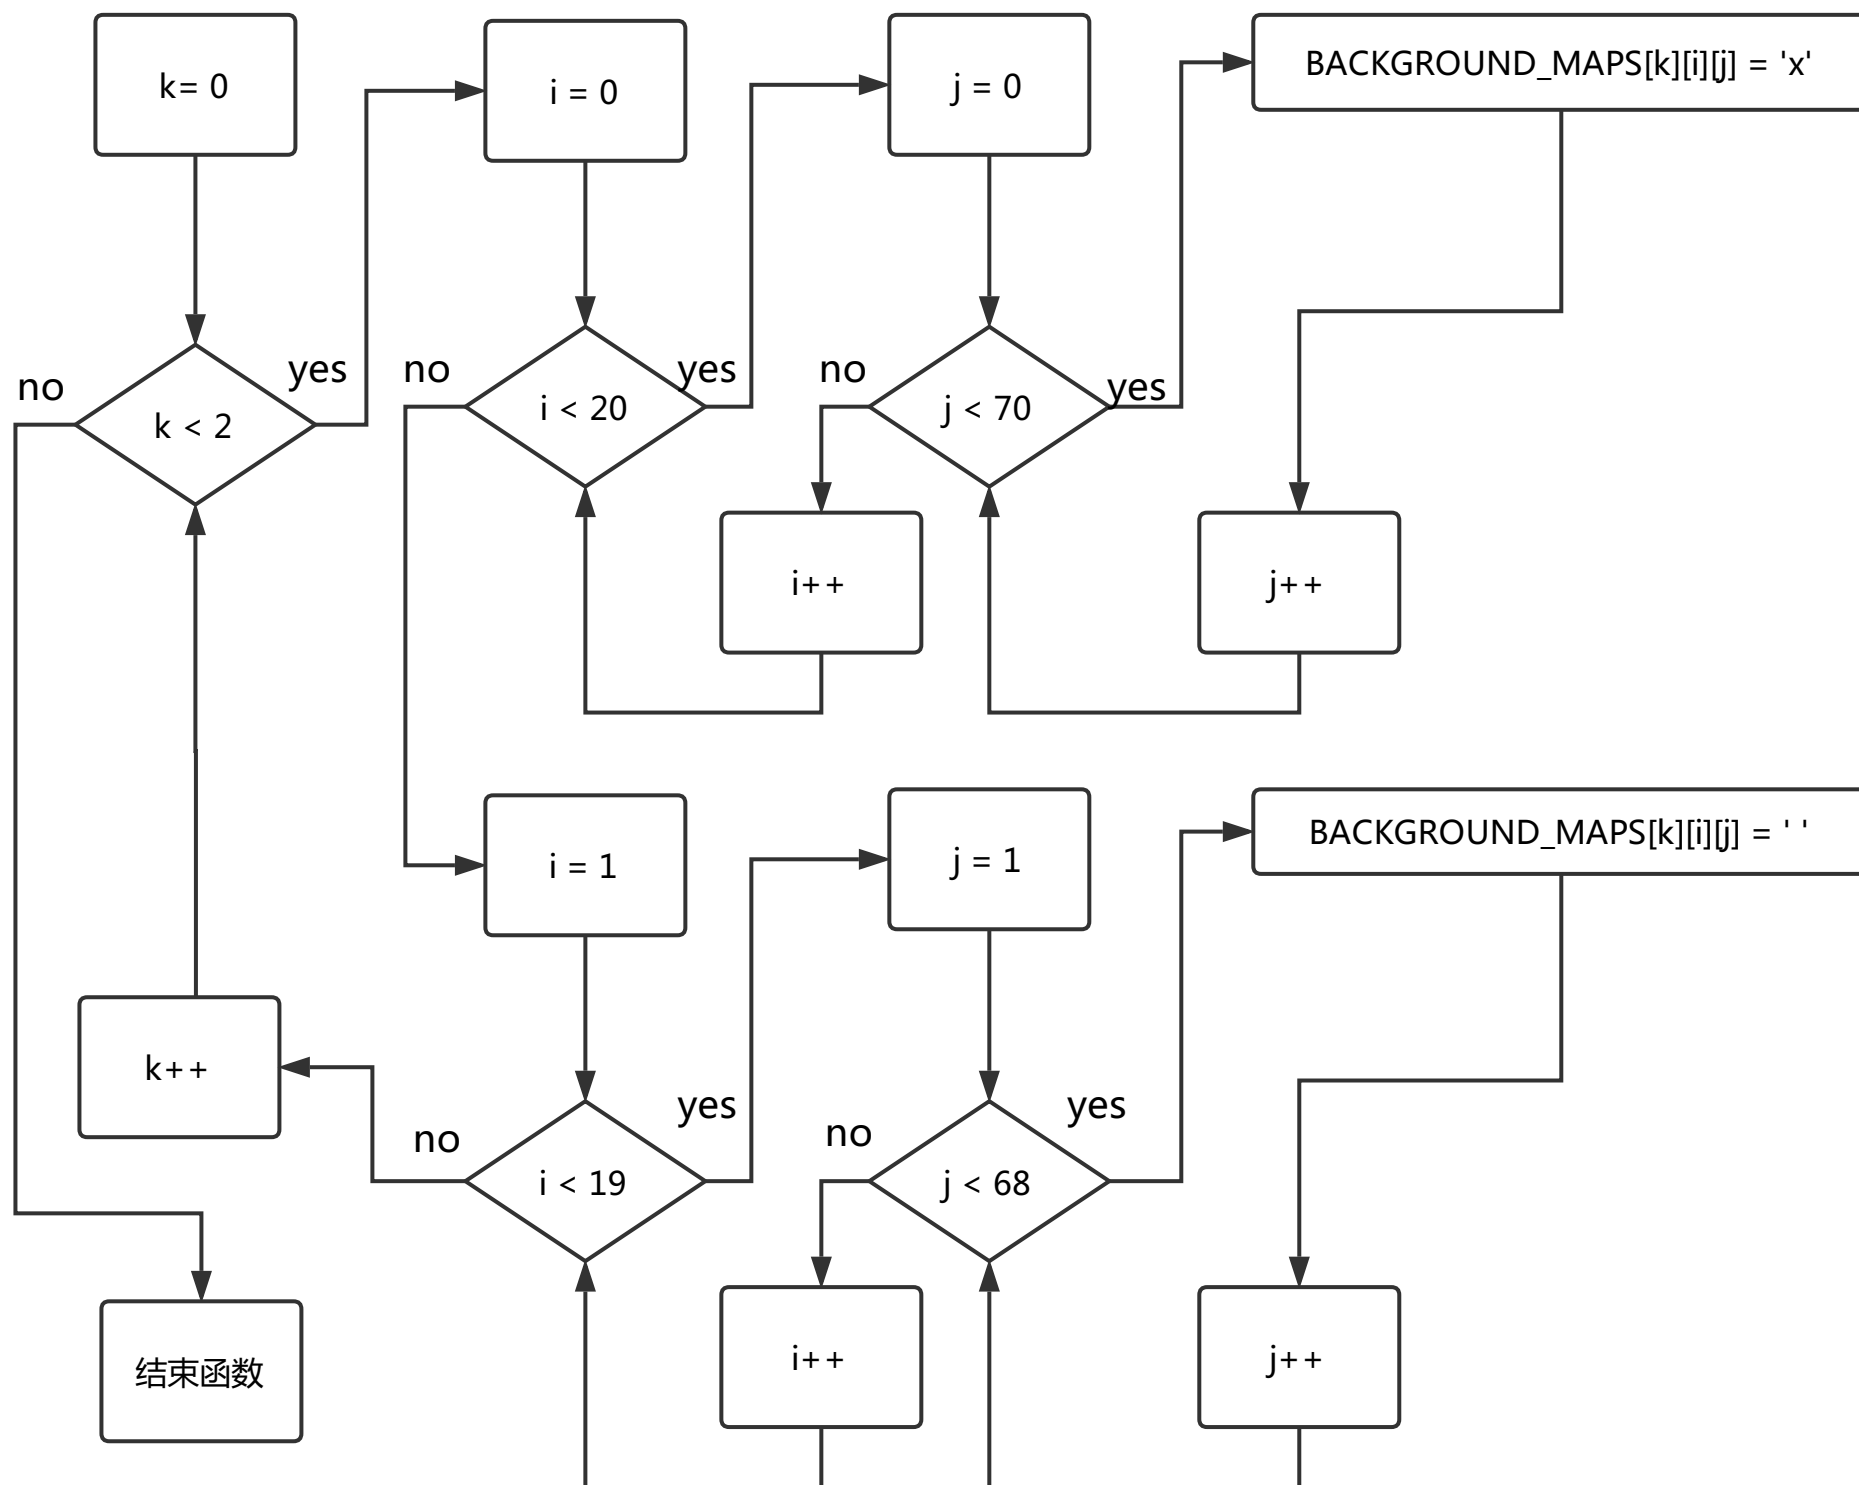 k= 0
i = 0
j = 0
BACKGROUND_MAPS[k][i][j] = 'x'
no
k < 2
yes
no
i < 20
yes
no
j < 70
yes
i++
j++
i = 1
j = 1
BACKGROUND_MAPS[k][i][j] = ' '
k++
no
i < 19
yes
no
j < 68
yes
结束函数
i++
j++